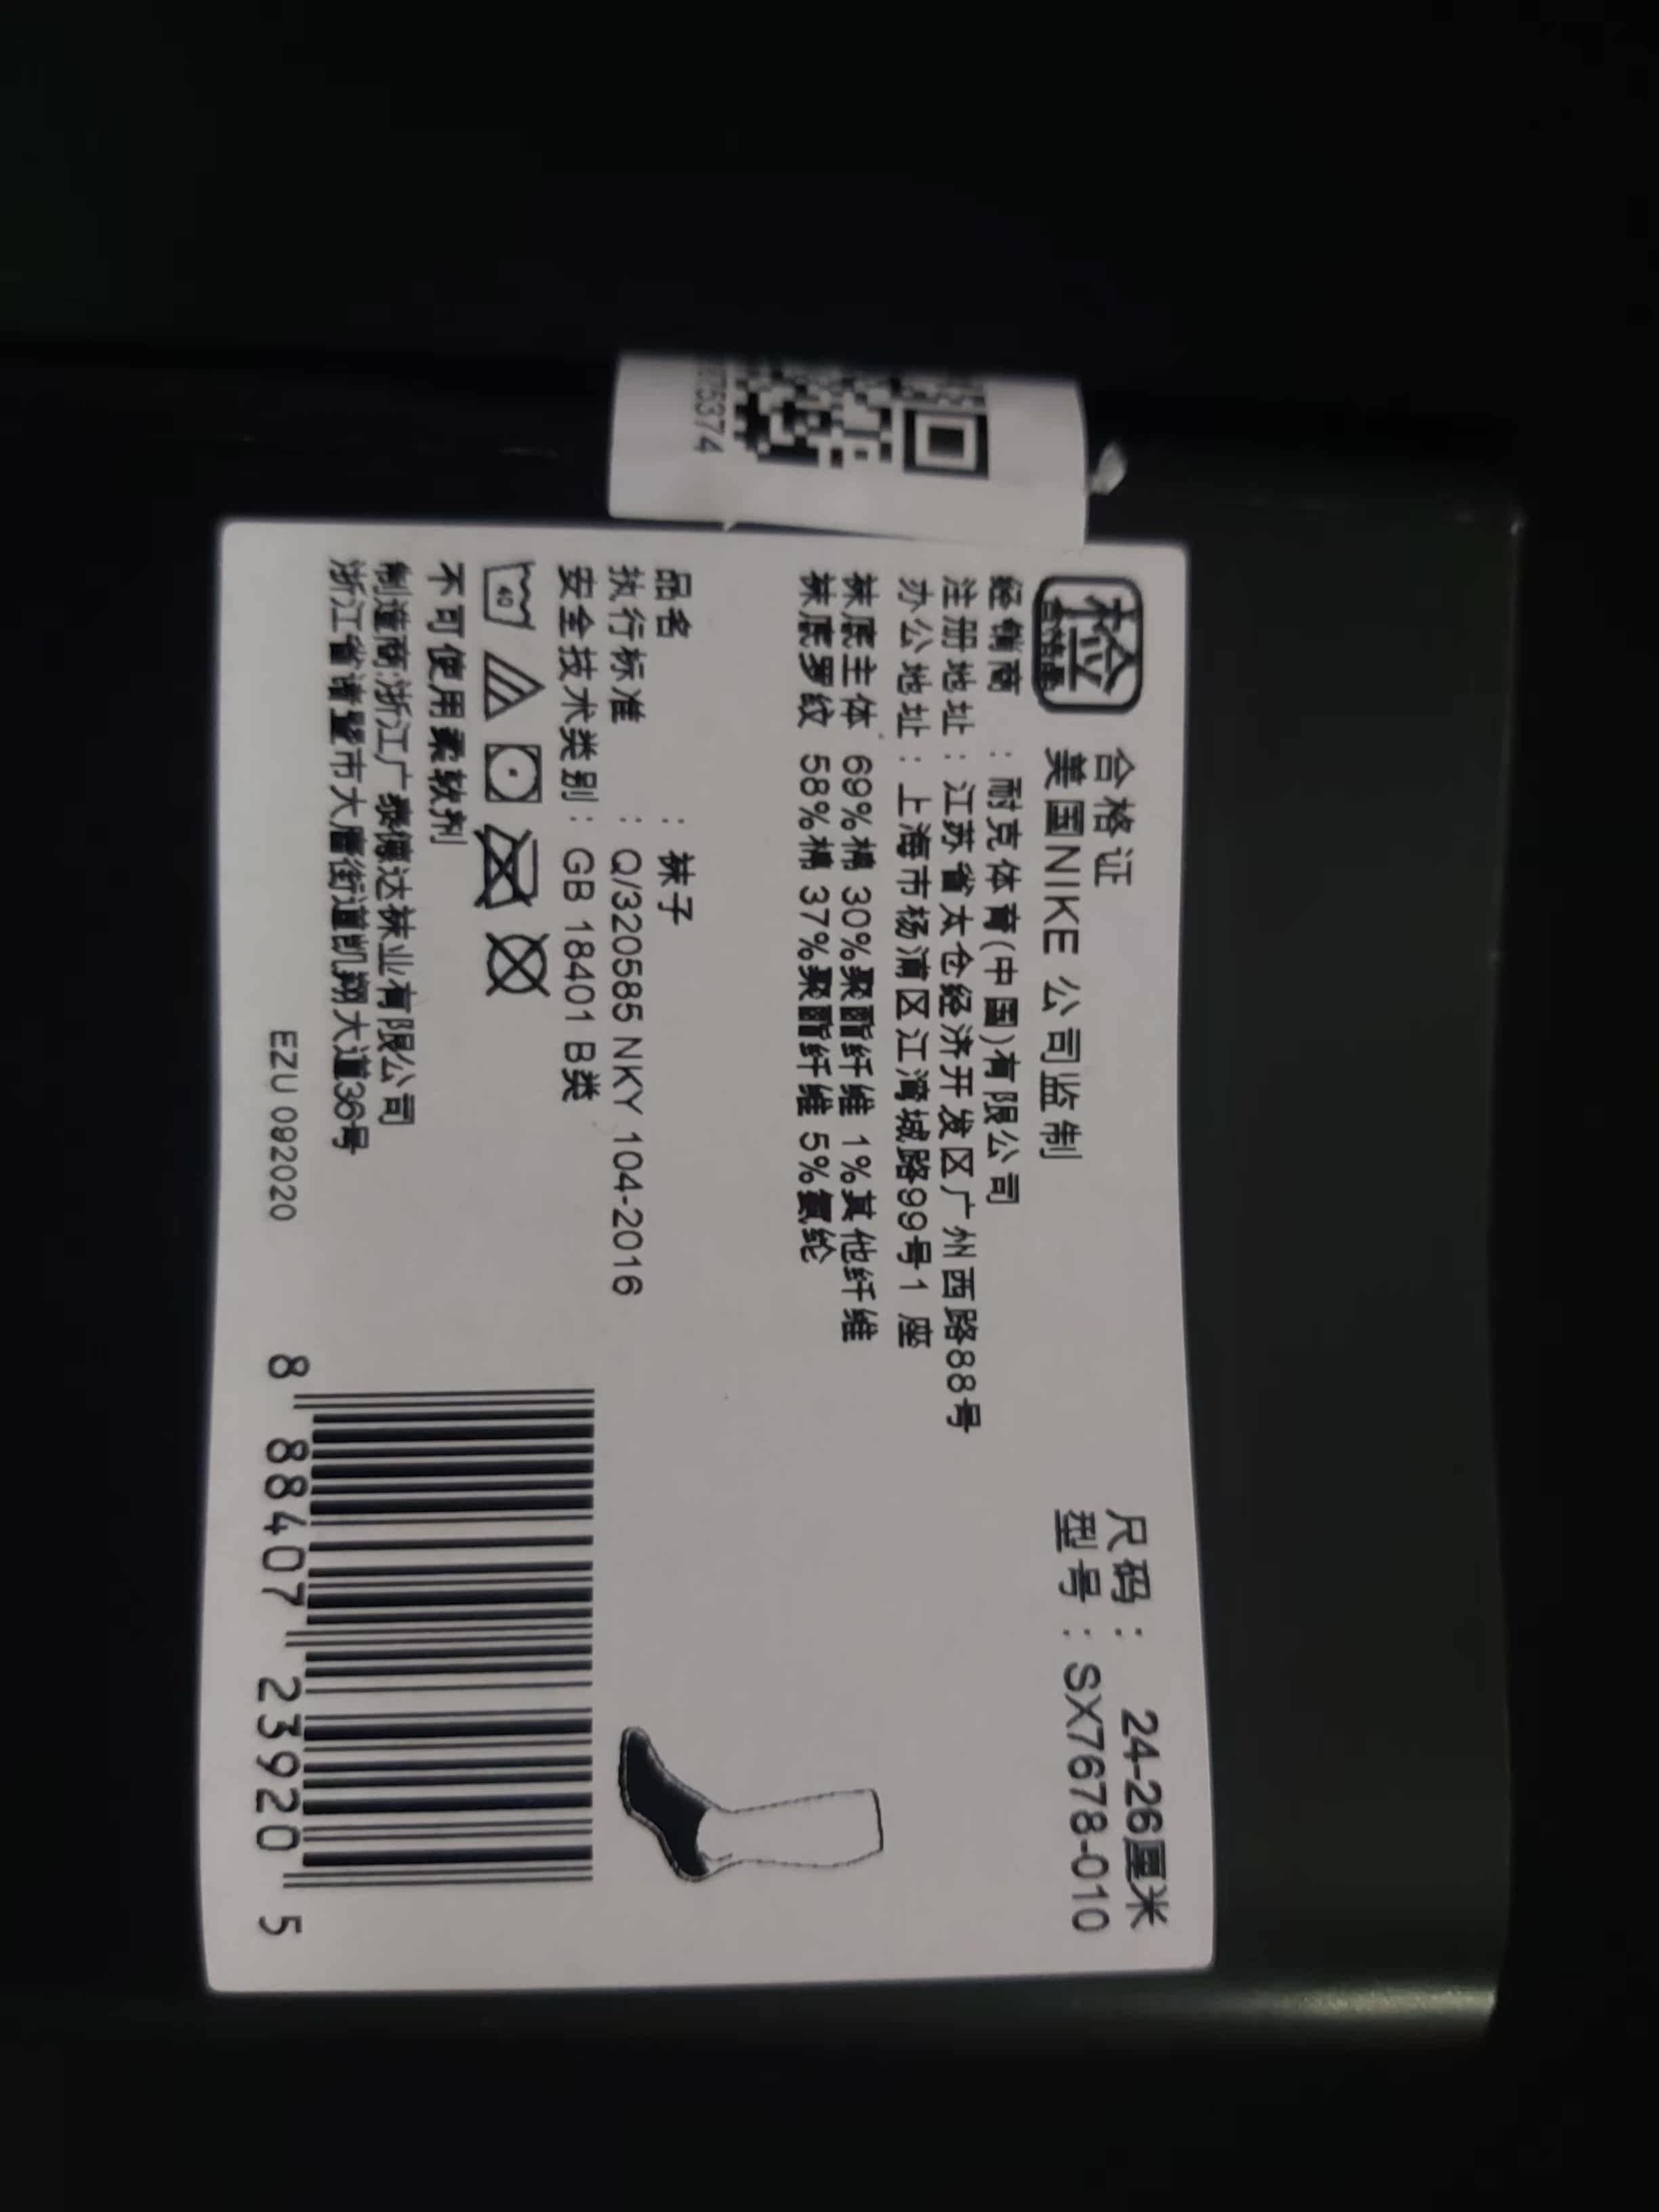 检
合格品
合格证
美国NIKE 公司监制
尺码： 24-26厘米
型号：SX7678-010
经销商 ：耐克体育(中国)有限公司
注册地址：江苏省太仓经济开发区广州西路88号
办公地址：上海市杨浦区江湾城路99号1 座
袜底主体 69%棉 30%聚酯纤维 1%其他纤维
袜底罗纹 58%棉 37%聚酯纤维 5%氨纶
品名 ：袜子
执行标准 ：Q/320585 NKY 104-2016
安全技术类别：GB 18401 B类
40
不可使用柔软剂
制造商:浙江广泰德达袜业有限公司
浙江省诸暨市大唐街道凯翔大道36号
EZU 092020
8 88407 23920 5
75374